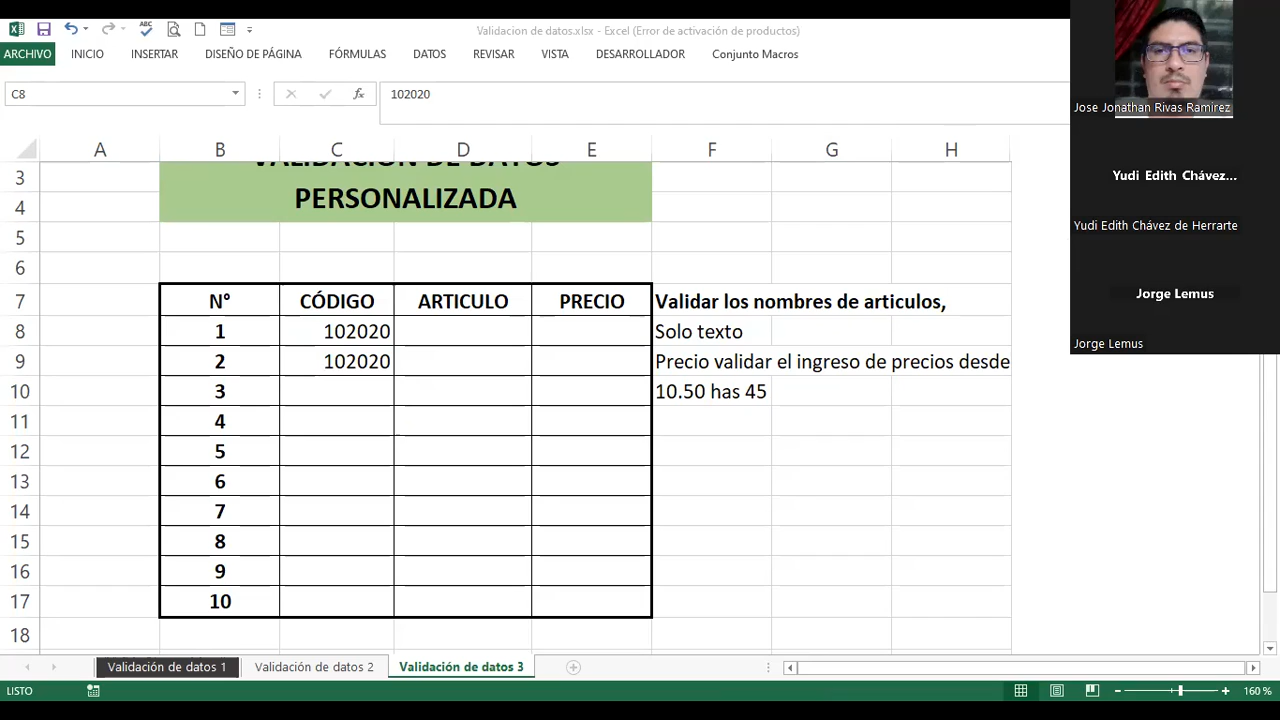 Validacion de datos.xlsx - Excel (Error de activación de productos)
ARCHIVO INICIO INSERTAR DISEÑO DE PÁGINA FÓRMULAS DATOS REVISAR VISTA DESARROLLADOR Conjunto Macros
C8 fx 102020
A B C D E F G H
3 VALIDACIÓN DE DATOS
4 PERSONALIZADA
5
6
7 N° CÓDIGO ARTICULO PRECIO Validar los nombres de articulos,
8 1 102020 Solo texto
9 2 102020 Precio validar el ingreso de precios desde
10 3 10.50 has 45
11 4
12 5
13 6
14 7
15 8
16 9
17 10
18
Validación de datos 1 Validación de datos 2 Validación de datos 3
LISTO 160 %
Jose Jonathan Rivas Ramirez
Yudi Edith Chávez...
Yudi Edith Chávez de Herrarte
Jorge Lemus
Jorge Lemus